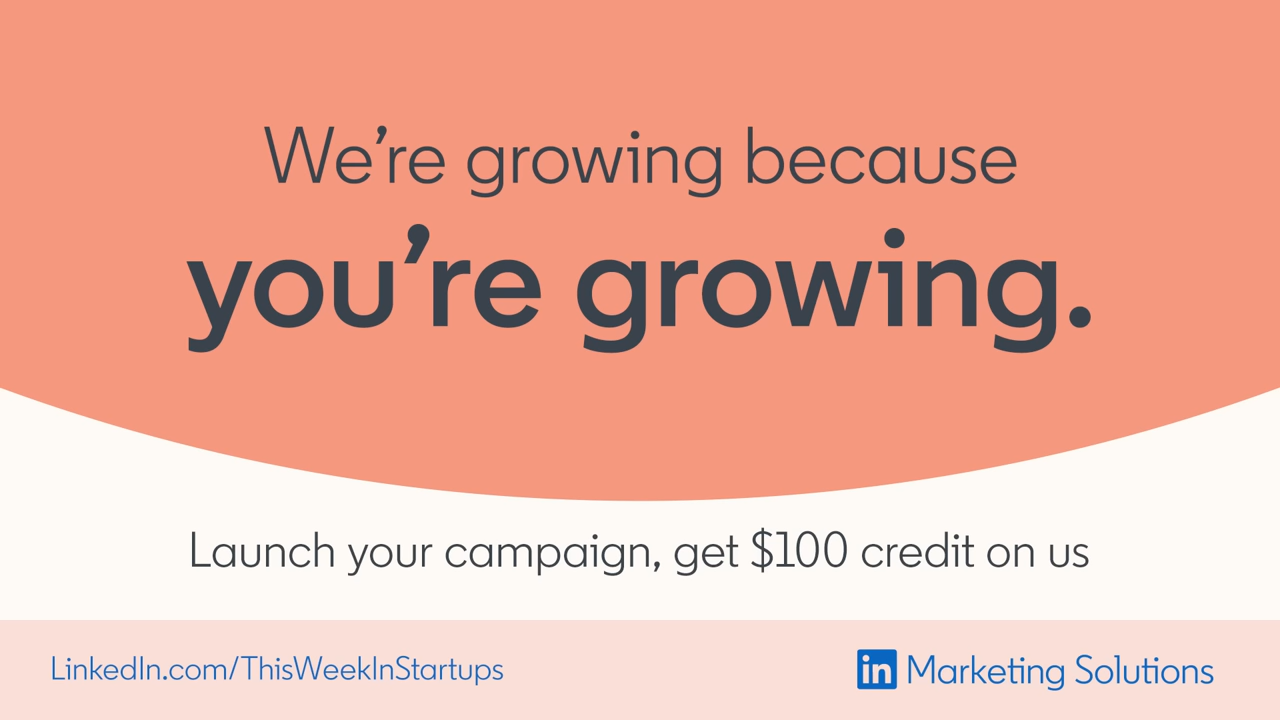 We’re growing because
you’re growing.
Launch your campaign, get $100 credit on us
LinkedIn.com/ThisWeekInStartups
in Marketing Solutions